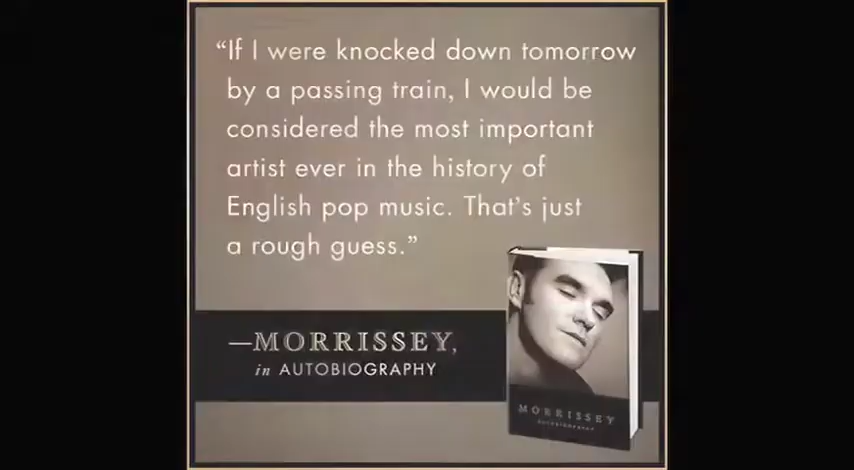 “If I were knocked down tomorrow
by a passing train, I would be
considered the most important
artist ever in the history of
English pop music. That’s just
a rough guess.”
—MORRISSEY,
in AUTOBIOGRAPHY
MORRISSEY
AUTOBIOGRAPHY